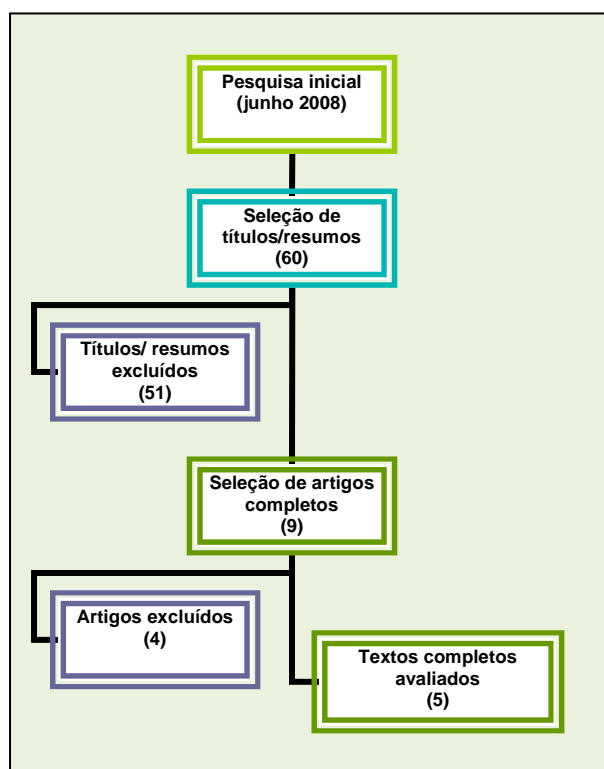 Pesquisa inicial
(junho 2008)
Seleção de
títulos/resumos
(60)
Títulos/ resumos
excluídos
(51)
Seleção de artigos
completos
(9)
Artigos excluídos
(4)
Textos completos
avaliados
(5)